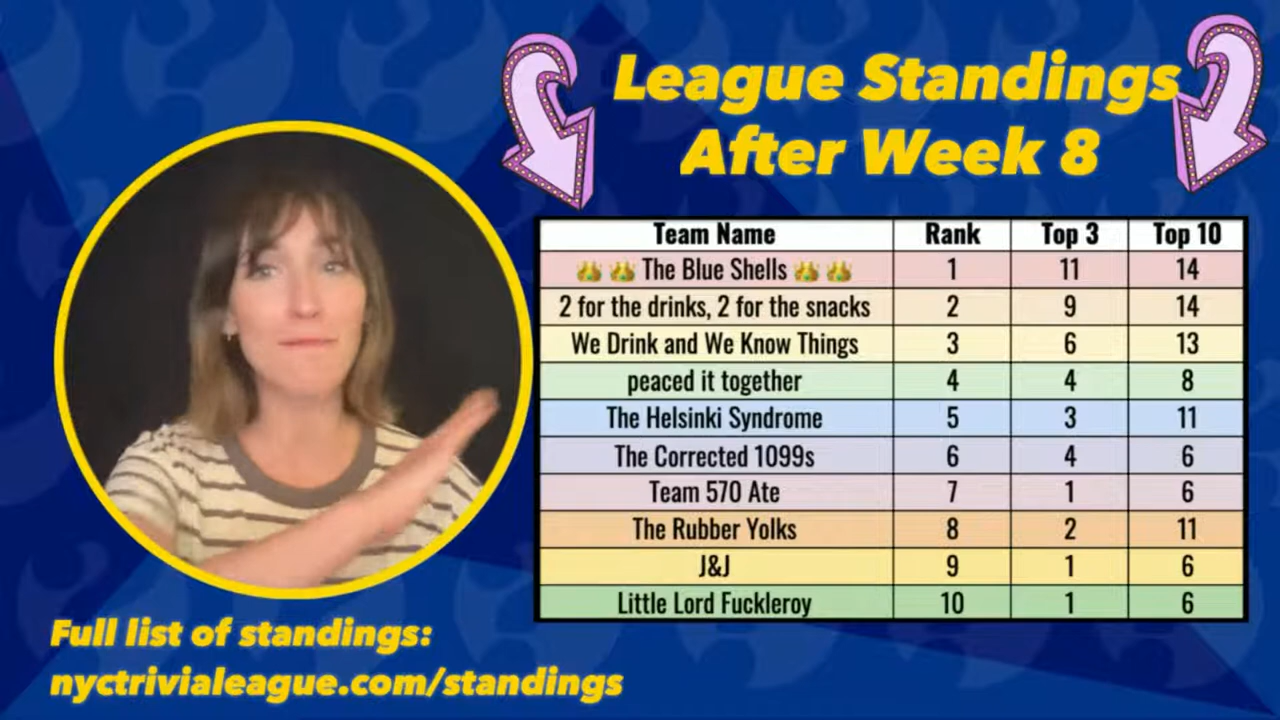 League Standings
After Week 8
Team Name Rank Top 3 Top 10
The Blue Shells 1 11 14
2 for the drinks, 2 for the snacks 2 9 14
We Drink and We Know Things 3 6 13
peaced it together 4 4 8
The Helsinki Syndrome 5 3 11
The Corrected 1099s 6 4 6
Team 570 Ate 7 1 6
The Rubber Yolks 8 2 11
J&J 9 1 6
Little Lord Fuckleroy 10 1 6
Full list of standings:
nyctrivialeague.com/standings